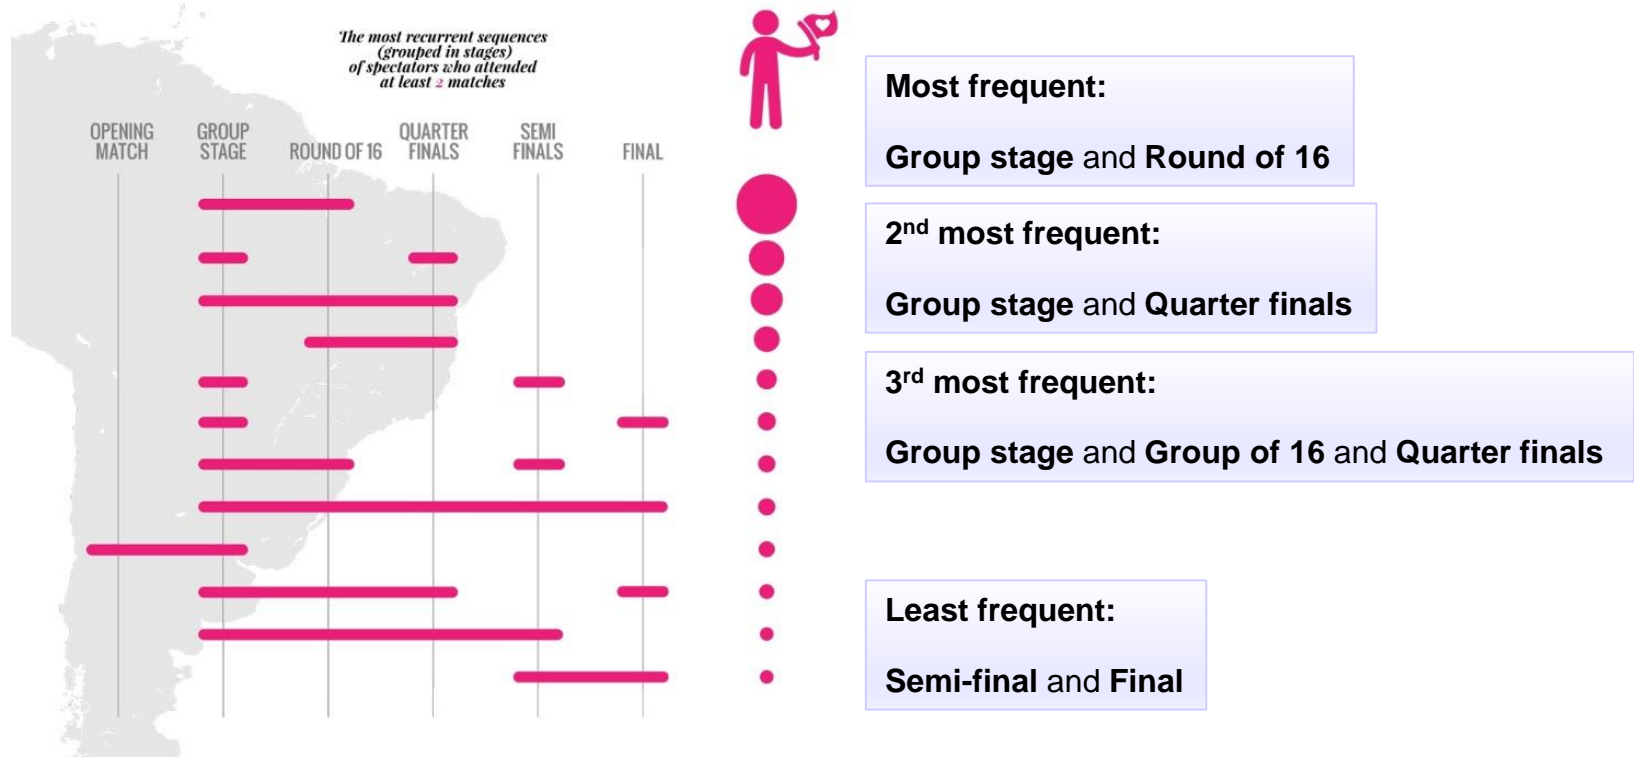 The most recurrent sequences
(grouped in stages)
of spectators who attended
at least 2 matches
OPENING
MATCH
GROUP
STAGE
ROUND OF 16
QUARTER
FINALS
SEMI
FINALS
FINAL
Most frequent:
Group stage and Round of 16
2nd most frequent:
Group stage and Quarter finals
3rd most frequent:
Group stage and Group of 16 and Quarter finals
Least frequent:
Semi-final and Final